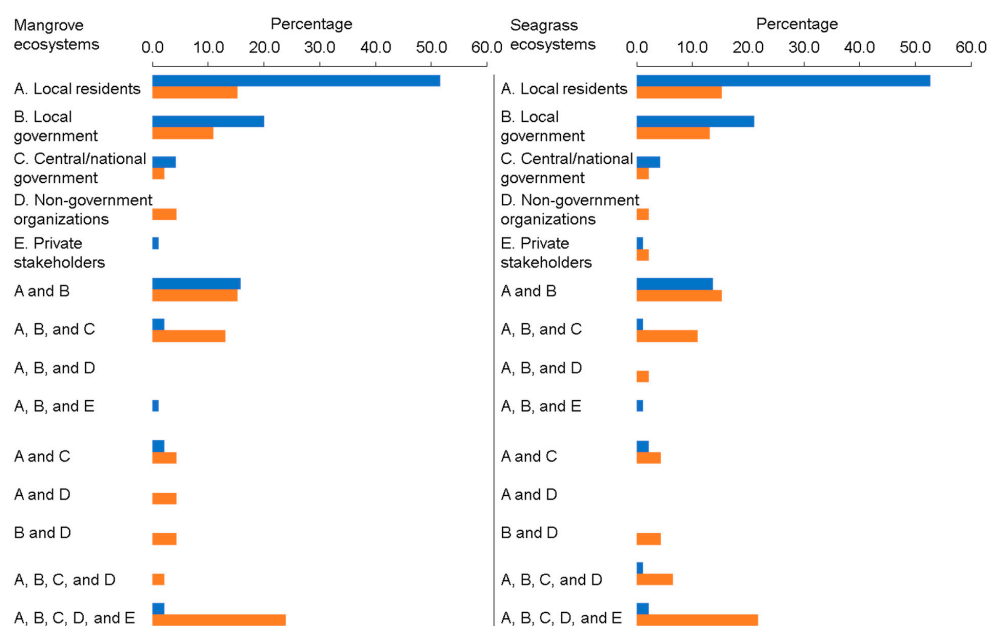 Mangrove
ecosystems
Percentage
0.0 10.0 20.0 30.0 40.0 50.0 60.0
A. Local residents
B. Local
government
C. Central/national
government
D. Non-government
organizations
E. Private
stakeholders
A and B
A, B, and C
A, B, and D
A, B, and E
A and C
A and D
B and D
A, B, C, and D
A, B, C, D, and E
Seagrass
ecosystems
Percentage
0.0 10.0 20.0 30.0 40.0 50.0 60.0
A. Local residents
B. Local
government
C. Central/national
government
D. Non-government
organizations
E. Private
stakeholders
A and B
A, B, and C
A, B, and D
A, B, and E
A and C
A and D
B and D
A, B, C, and D
A, B, C, D, and E